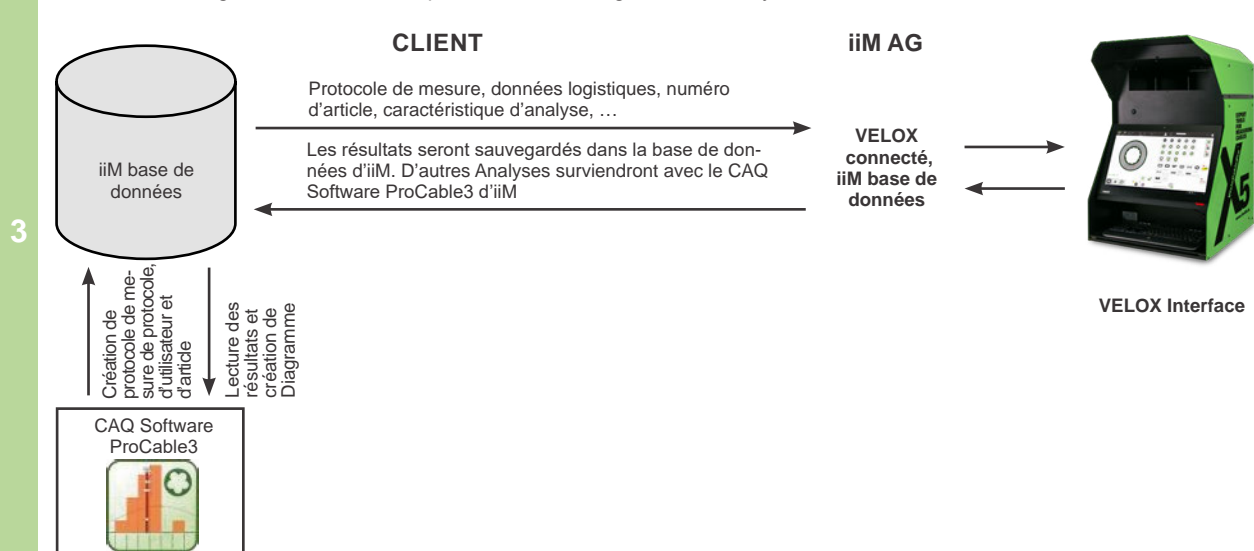 CLIENT
iiM AG
Protocole de mesure, données logistiques, numéro
d'article, caractéristique d'analyse, …
Les résultats seront sauvegardés dans la base de don-
nées d'iiM. D'autres Analyses surviendront avec le CAQ
Software ProCable3 d'iiM
iiM base de
données
VELOX
connecté,
iiM base de
données
X5
VELOX Interface
3
Création de
protocole de me-
sure de protocole,
d'utilisateur et
d'article
Lecture des
résultats et
création de
Diagramme
CAQ Software
ProCable3